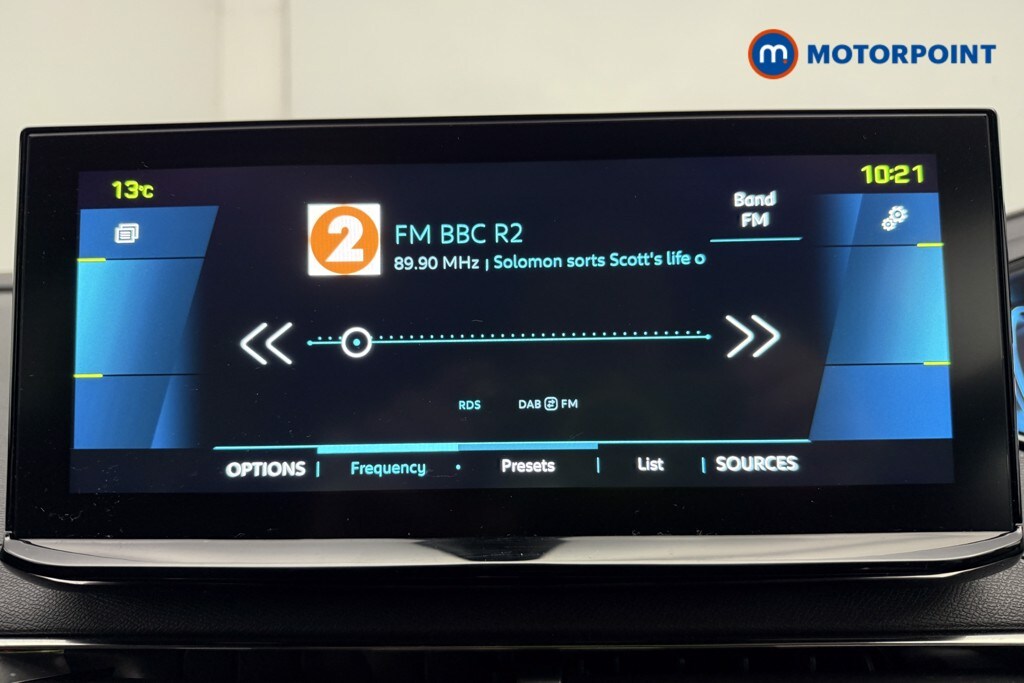 m MOTORPOINT
13°C
10:21
2
FM BBC R2
Band
FM
89.90 MHz | Solomon sorts Scott's life o
RDS DAB FM
OPTIONS | Frequency • Presets | List | SOURCES